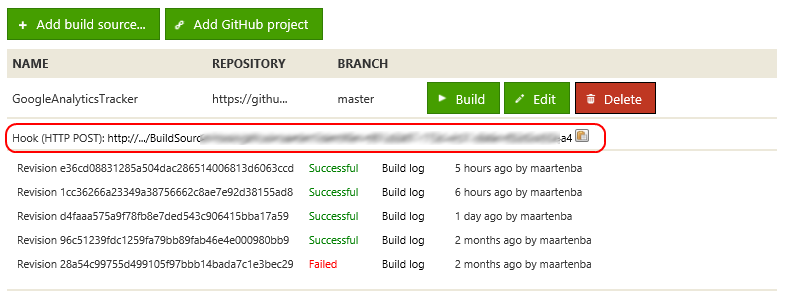 Add build source... Add GitHub project
NAME REPOSITORY BRANCH
GoogleAnalyticsTracker https://githu... master Build Edit Delete
Hook (HTTP POST): http://.../BuildSourc a4
Revision e36cd08831285a504dac286514006813d6063ccd Successful Build log 5 hours ago by maartenba
Revision 1cc36266a23349a38756662c8ae7e92d38155ad8 Successful Build log 6 hours ago by maartenba
Revision d4faaa575a9f78fb8e7ded543c906415bba17a59 Successful Build log 1 day ago by maartenba
Revision 96c51239fdc1259fa79bb89fab46e4e000980bb9 Successful Build log 2 months ago by maartenba
Revision 28a54c99755d499105f97bbb14bada7c1e3bec29 Failed Build log 2 months ago by maartenba